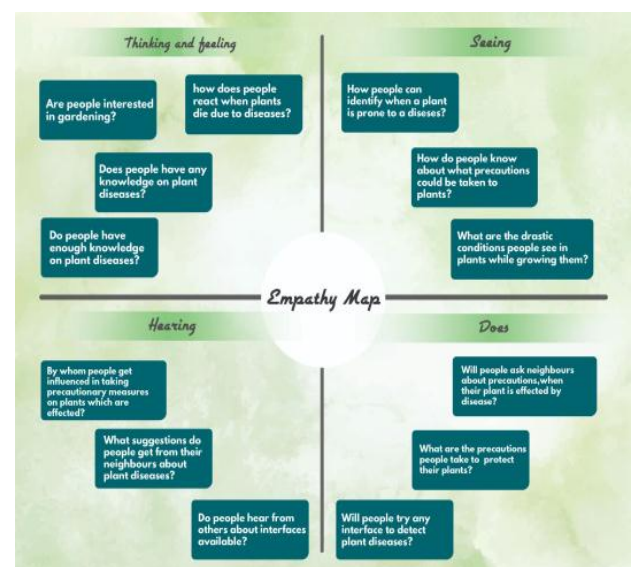 Thinking and feeling
Are people interested
in gardening?
how does people
react when plants
die due to diseases?
Does people have any
knowledge on plant
diseases?
Do people have
enough knowledge
on plant diseases?
Seeing
How people can
identify when a plant
is prone to a diseses?
How do people know
about what precautions
could be taken to
plants?
What are the drastic
conditions people see in
plants while growing them?
Empathy Map
Hearing
By whom people get
influenced in taking
precautionary measures
on plants which are
effected?
What suggestions do
people get from their
neighbours about
plant diseases?
Do people hear from
others about interfaces
available?
Does
Will people ask neighbours
about precautions,when
their plant is effected by
disease?
What are the precautions
people take to protect
their plants?
Will people try any
interface to detect
plant diseases?